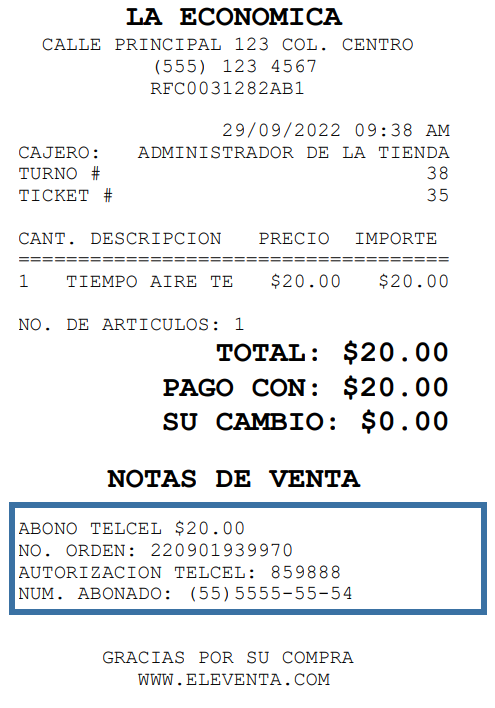 LA ECONOMICA
CALLE PRINCIPAL 123 COL. CENTRO
(555) 123 4567
RFC0031282AB1
29/09/2022 09:38 AM
CAJERO: ADMINISTRADOR DE LA TIENDA
TURNO # 38
TICKET # 35
CANT. DESCRIPCION PRECIO IMPORTE
====================================
1 TIEMPO AIRE TE $20.00 $20.00
NO. DE ARTICULOS: 1
TOTAL: $20.00
PAGO CON: $20.00
SU CAMBIO: $0.00
NOTAS DE VENTA
ABONO TELCEL $20.00
NO. ORDEN: 220901939970
AUTORIZACION TELCEL: 859888
NUM. ABONADO: (55)5555-55-54
GRACIAS POR SU COMPRA
WWW.ELEVENTA.COM